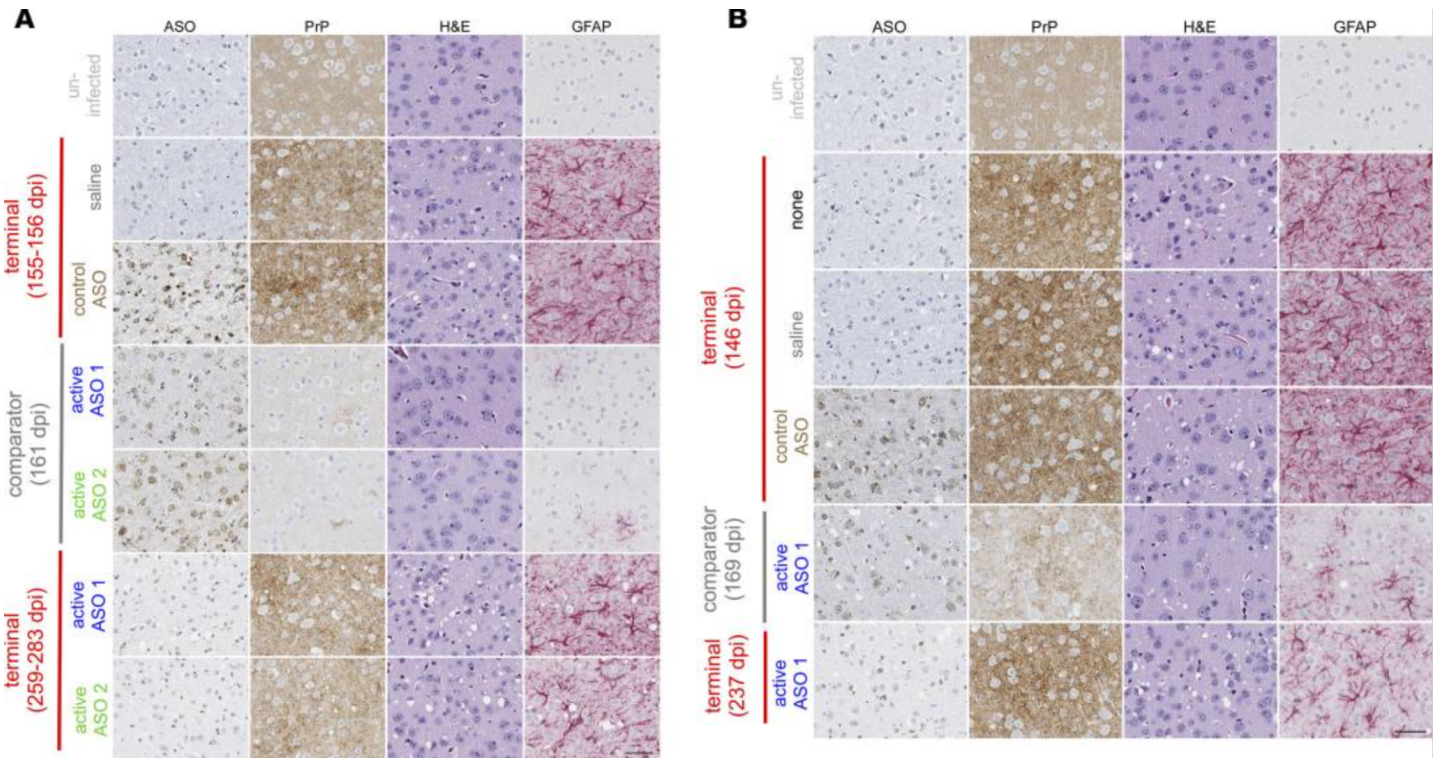 A
ASO PrP H&E GFAP
un-
infected
terminal
(155-156 dpi)
saline
control
ASO
comparator
(161 dpi)
active
ASO 1
active
ASO 2
terminal
(259-283 dpi)
active
ASO 1
active
ASO 2
B
ASO PrP H&E GFAP
un-
infected
terminal
(146 dpi)
none
saline
control
ASO
comparator
(169 dpi)
active
ASO 1
terminal
(237 dpi)
active
ASO 1